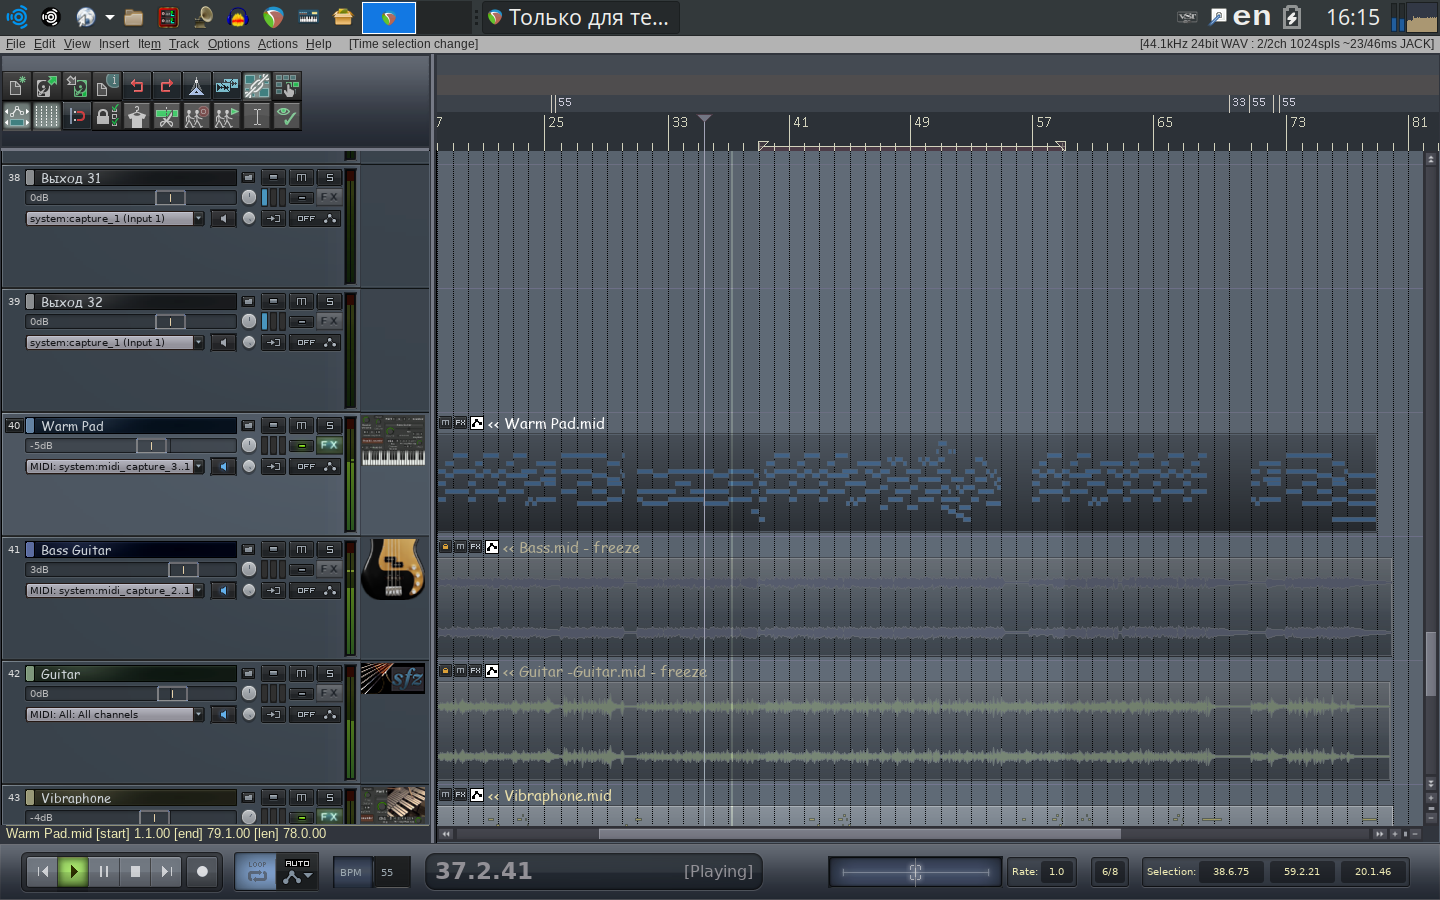 Только для те...
vsr
en
16:15
File Edit View Insert Item Track Options Actions Help [Time selection change]
[44.1kHz 24bit WAV : 2/2ch 1024spls ~23/46ms JACK]
55 33 55 55
7 25 33 41 49 57 65 73 81
38 Выход 31 M S
0dB FX
system:capture_1 (Input 1) OFF
39 Выход 32 M S
0dB FX
system:capture_1 (Input 1) OFF
40 Warm Pad M S
-5dB FX
MIDI: system:midi_capture_3..1 OFF
M FX << Warm Pad.mid
41 Bass Guitar M S
3dB FX
MIDI: system:midi_capture_2..1 OFF
M FX << Bass.mid - freeze
42 Guitar M S
0dB FX
MIDI: All: All channels OFF
sfz
M FX << Guitar -Guitar.mid - freeze
43 Vibraphone M S
-4dB FX
M FX << Vibraphone.mid
Warm Pad.mid [start] 1.1.00 [end] 79.1.00 [len] 78.0.00
LOOP AUTO BPM 55 37.2.41 [Playing] Rate: 1.0 6/8 Selection: 38.6.75 59.2.21 20.1.46